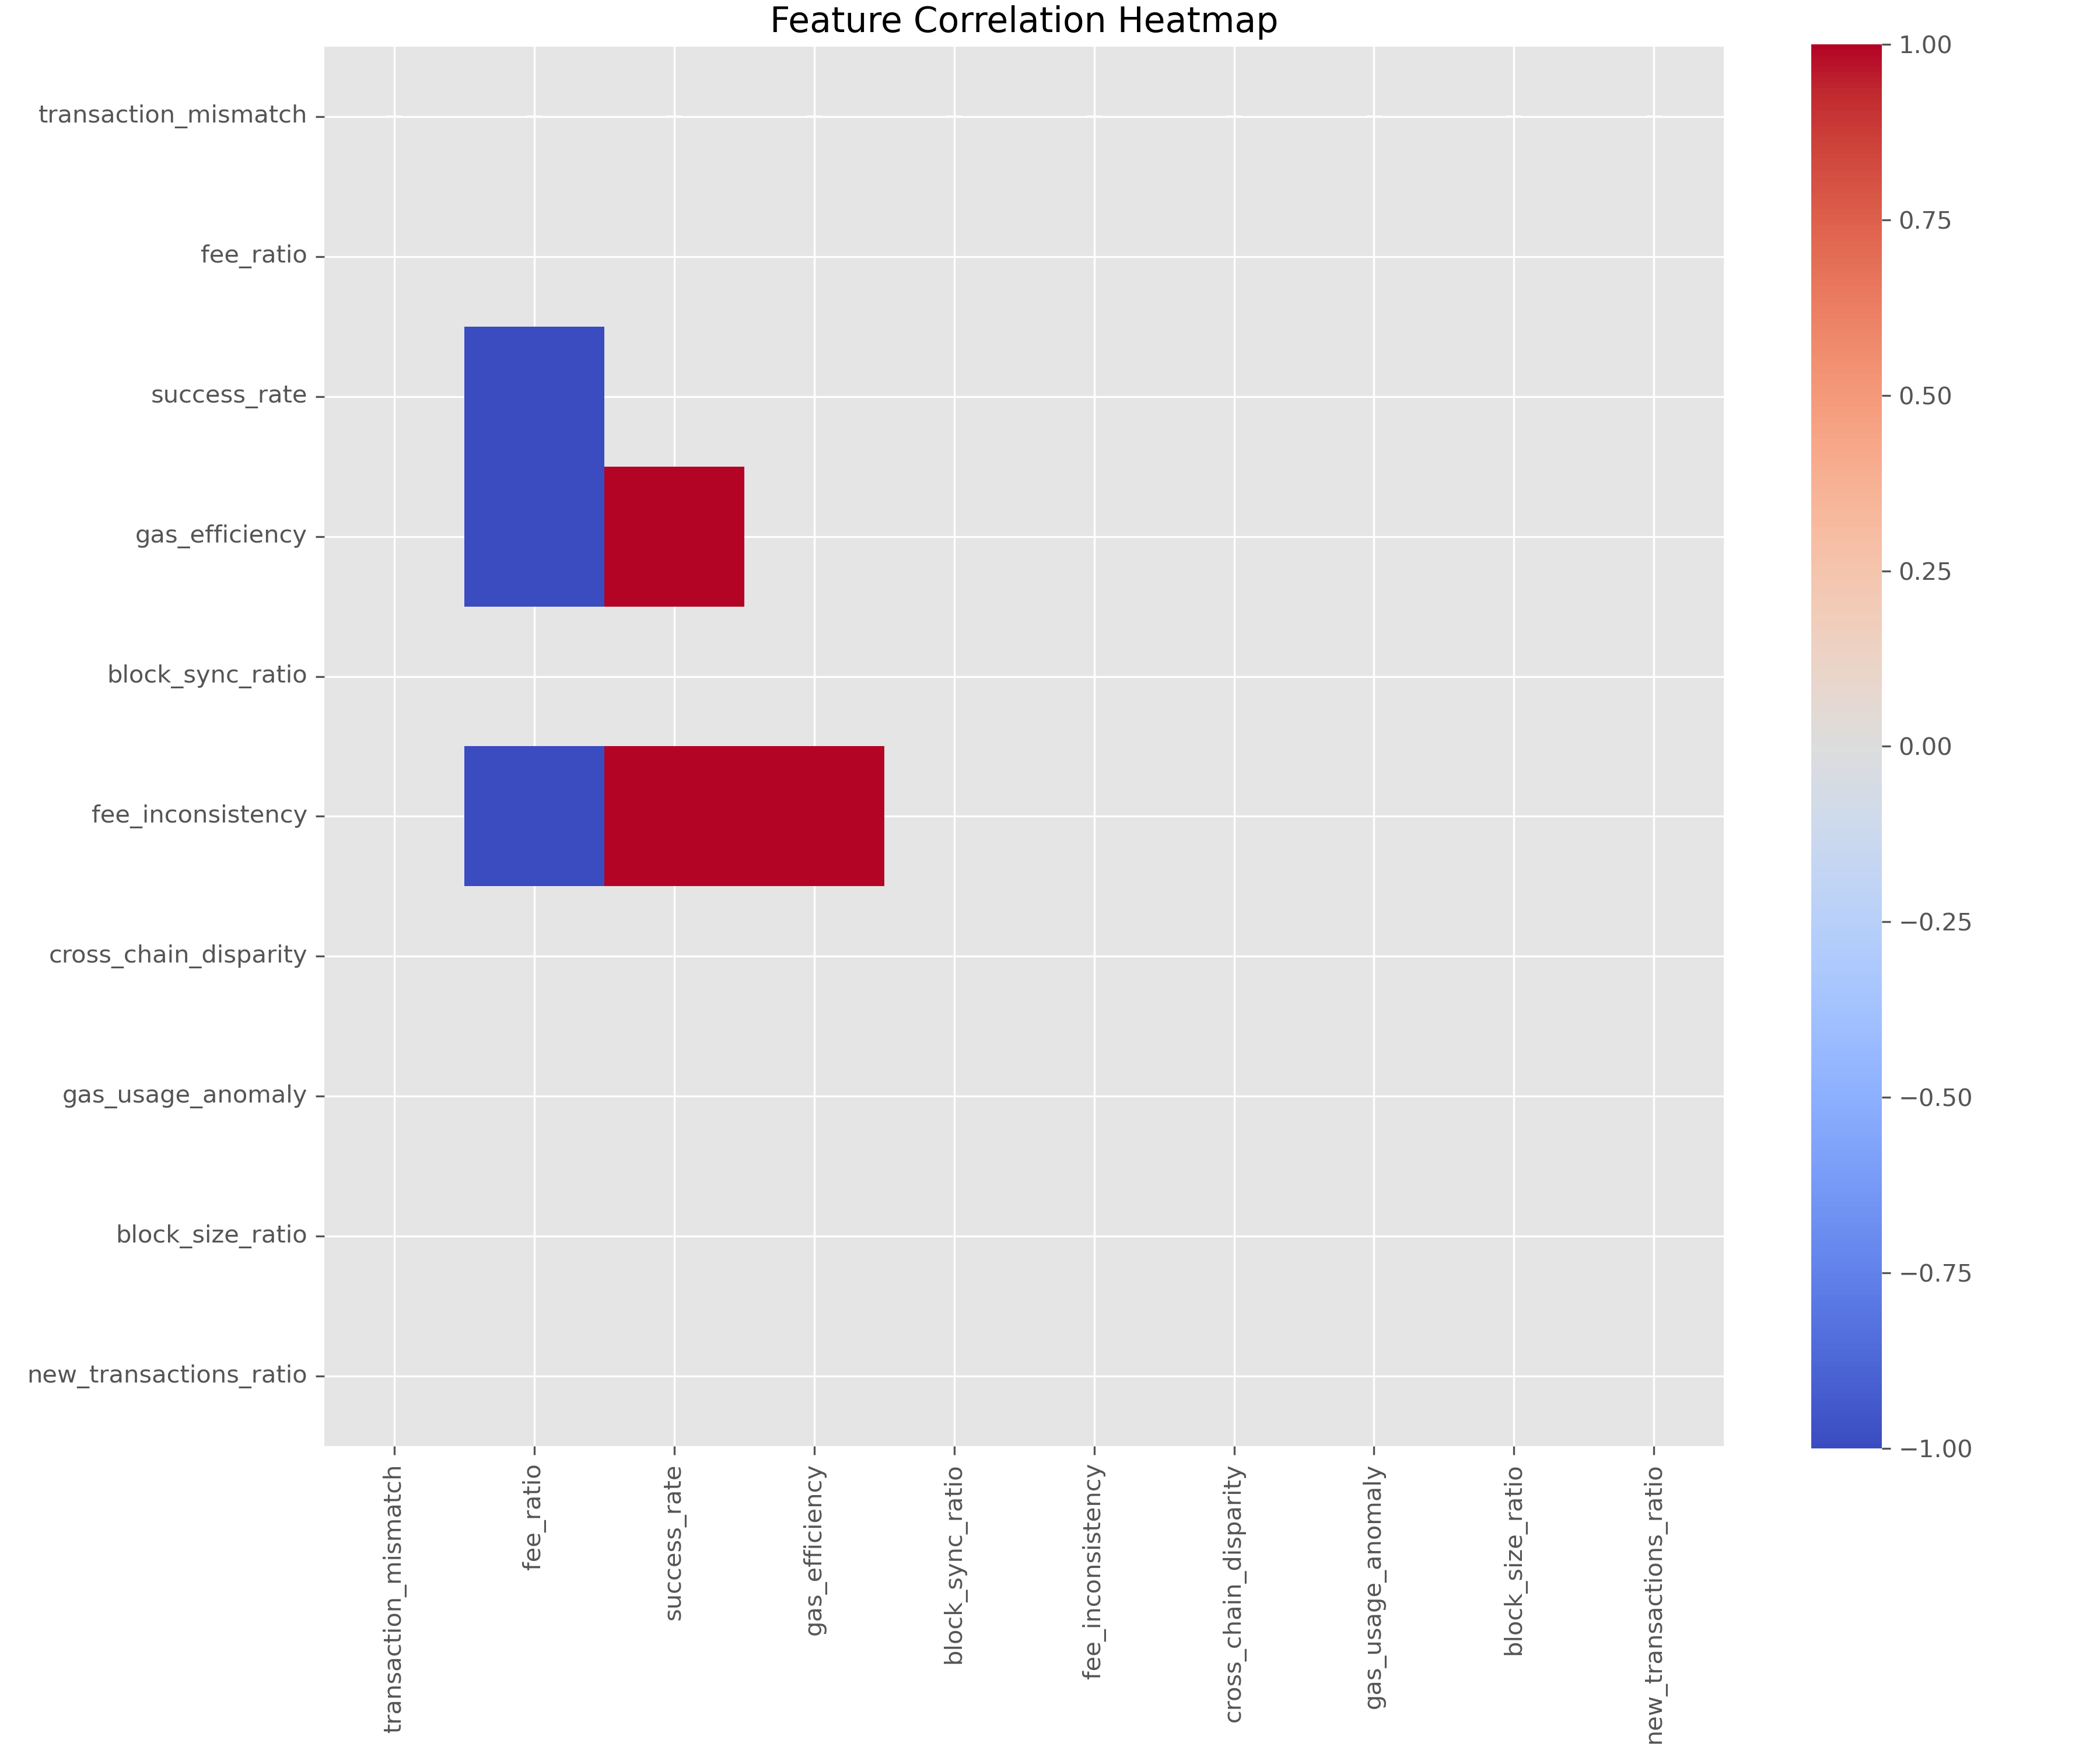 Feature Correlation Heatmap
transaction_mismatch
fee_ratio
success_rate
gas_efficiency
block_sync_ratio
fee_inconsistency
cross_chain_disparity
gas_usage_anomaly
block_size_ratio
new_transactions_ratio
transaction_mismatch
fee_ratio
success_rate
gas_efficiency
block_sync_ratio
fee_inconsistency
cross_chain_disparity
gas_usage_anomaly
block_size_ratio
new_transactions_ratio
1.00
0.75
0.50
0.25
0.00
−0.25
−0.50
−0.75
−1.00